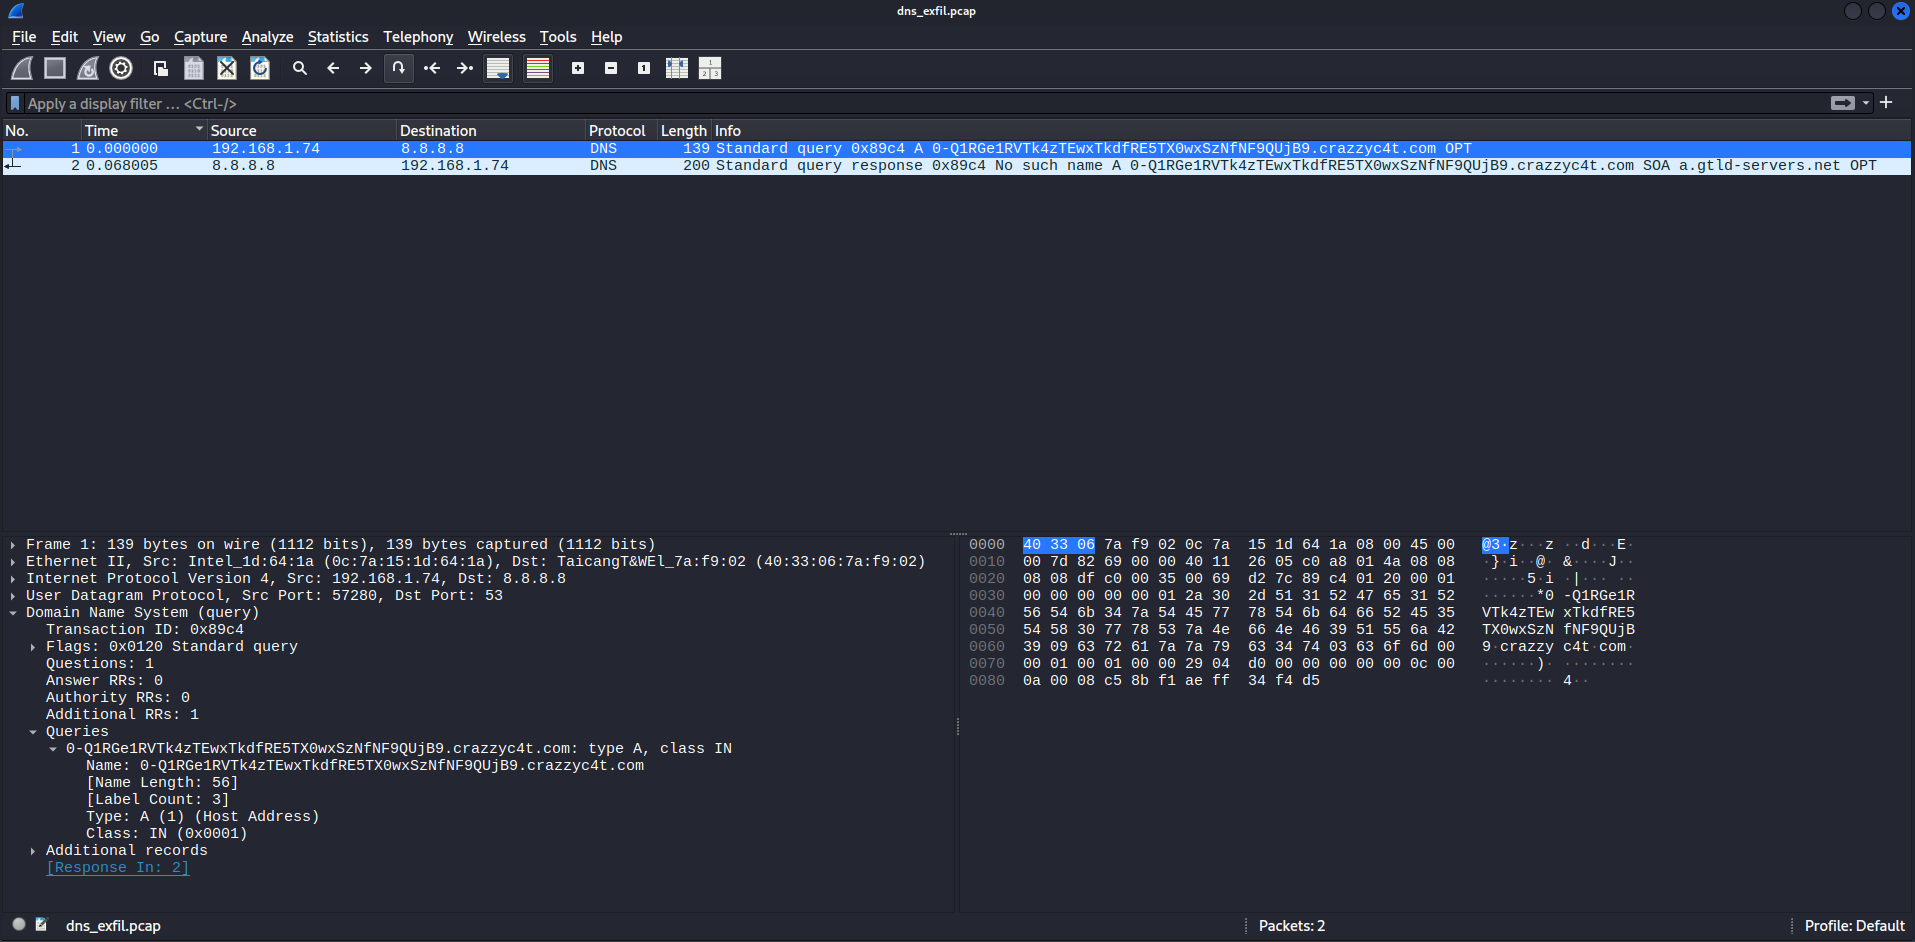 dns_exfil.pcap
File Edit View Go Capture Analyze Statistics Telephony Wireless Tools Help
Apply a display filter … <Ctrl-/>
No. Time Source Destination Protocol Length Info
1 0.000000 192.168.1.74 8.8.8.8 DNS 139 Standard query 0x89c4 A 0-Q1RGe1RVTk4zTEwxTkdfRE5TX0wxSzNfNF9QUjB9.crazzyc4t.com OPT
2 0.068005 8.8.8.8 192.168.1.74 DNS 200 Standard query response 0x89c4 No such name A 0-Q1RGe1RVTk4zTEwxTkdfRE5TX0wxSzNfNF9QUjB9.crazzyc4t.com SOA a.gtld-servers.net OPT
Frame 1: 139 bytes on wire (1112 bits), 139 bytes captured (1112 bits)
Ethernet II, Src: Intel_1d:64:1a (0c:7a:15:1d:64:1a), Dst: TaicangT&WEl_7a:f9:02 (40:33:06:7a:f9:02)
Internet Protocol Version 4, Src: 192.168.1.74, Dst: 8.8.8.8
User Datagram Protocol, Src Port: 57280, Dst Port: 53
Domain Name System (query)
Transaction ID: 0x89c4
Flags: 0x0120 Standard query
Questions: 1
Answer RRs: 0
Authority RRs: 0
Additional RRs: 1
Queries
0-Q1RGe1RVTk4zTEwxTkdfRE5TX0wxSzNfNF9QUjB9.crazzyc4t.com: type A, class IN
Name: 0-Q1RGe1RVTk4zTEwxTkdfRE5TX0wxSzNfNF9QUjB9.crazzyc4t.com
[Name Length: 56]
[Label Count: 3]
Type: A (1) (Host Address)
Class: IN (0x0001)
Additional records
[Response In: 2]
0000 40 33 06 7a f9 02 0c 7a 15 1d 64 1a 08 00 45 00 @3·z···z ··d···E·
0010 00 7d 82 69 00 00 40 11 26 05 c0 a8 01 4a 08 08 ·}·i··@· &····J··
0020 08 08 df c0 00 35 00 69 d2 7c 89 c4 01 20 00 01 ·····5·i ·|··· ··
0030 00 00 00 00 00 01 2a 30 2d 51 31 52 47 65 31 52 ······*0 -Q1RGe1R
0040 56 54 6b 34 7a 54 45 77 78 54 6b 64 66 52 45 35 VTk4zTEw xTkdfRE5
0050 54 58 30 77 78 53 7a 4e 66 4e 46 39 51 55 6a 42 TX0wxSzN fNF9QUjB
0060 39 09 63 72 61 7a 7a 79 63 34 74 03 63 6f 6d 00 9·crazzy c4t·com·
0070 00 01 00 01 00 00 29 04 d0 00 00 00 00 00 0c 00 ······)· ········
0080 0a 00 08 c5 8b f1 ae ff 34 f4 d5 ········ 4··
dns_exfil.pcap
Packets: 2
Profile: Default